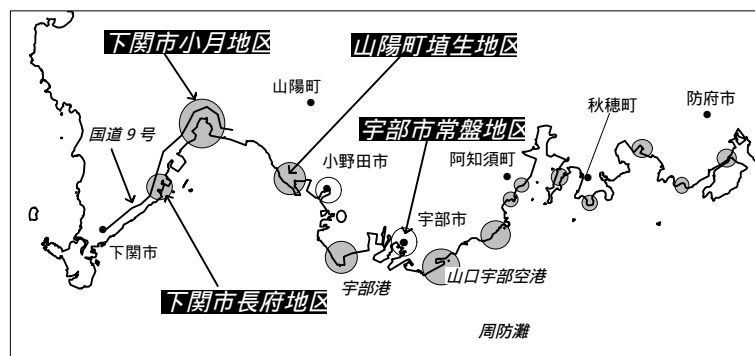 下関市小月地区
山陽町埴生地区
山陽町
秋穂町
防府市
国道9号
宇部市常盤地区
小野田市
阿知須町
宇部市
下関市
山口宇部空港
下関市長府地区
宇部港
周防灘